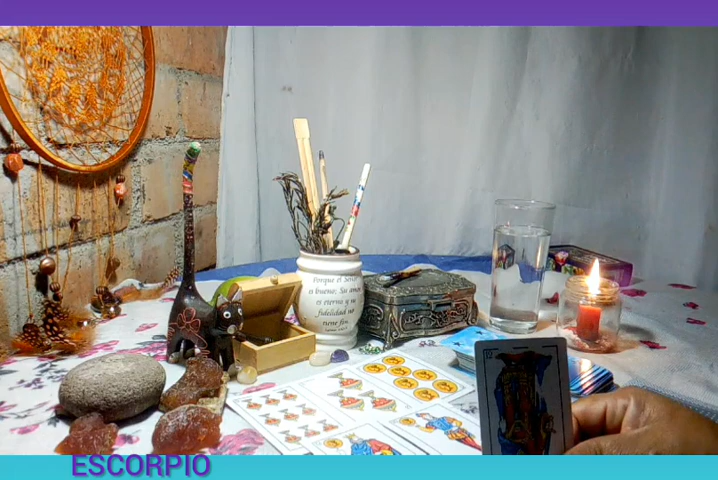 Porque el Señor
es bueno; Su amor
es eterno y su
fidelidad no
tiene fin.
ESCORPIO